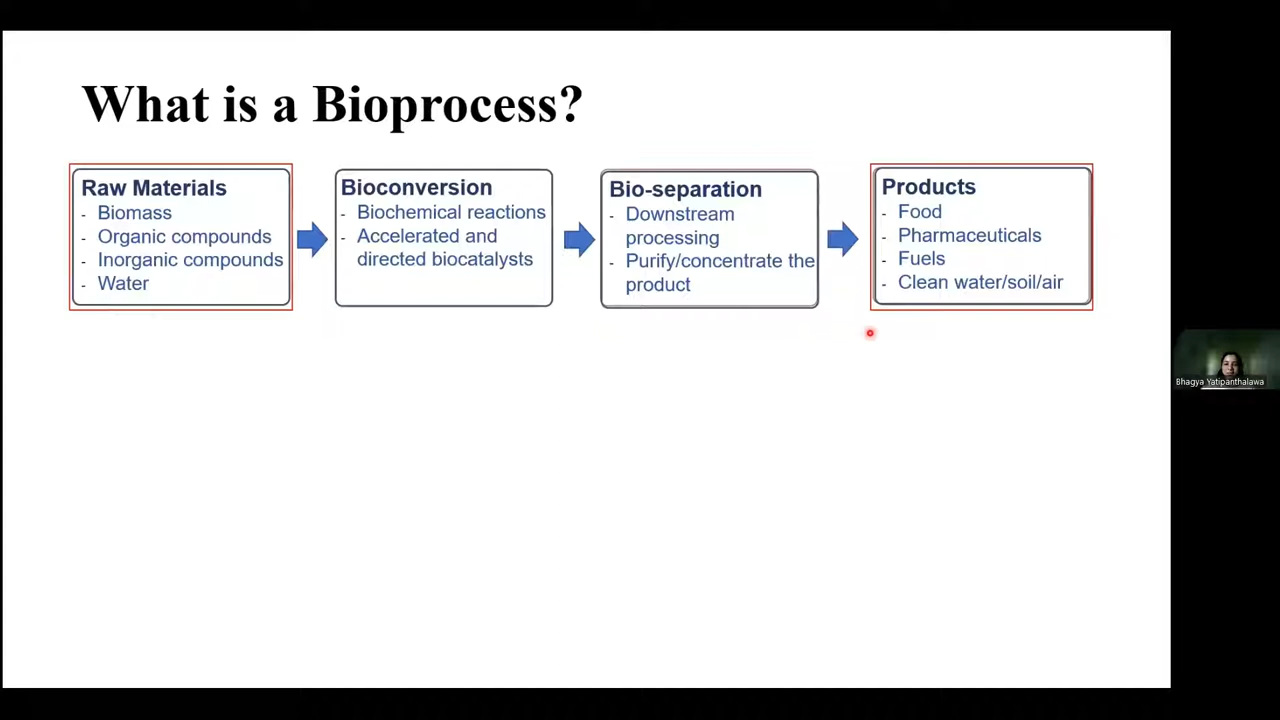 What is a Bioprocess?
Raw Materials
- Biomass
- Organic compounds
- Inorganic compounds
- Water
Bioconversion
- Biochemical reactions
- Accelerated and
directed biocatalysts
Bio-separation
- Downstream
processing
- Purify/concentrate the
product
Products
- Food
- Pharmaceuticals
- Fuels
- Clean water/soil/air
Bhagya Yatipanthalawa